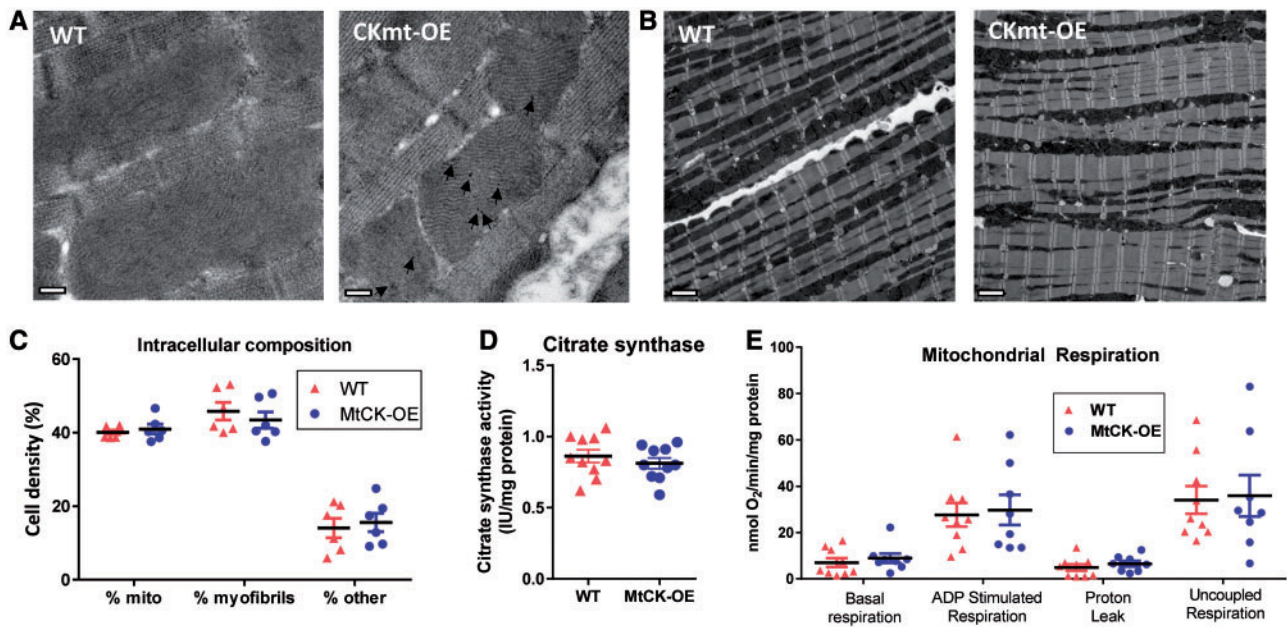 A
WT
CKmt-OE
B
WT
CKmt-OE
C
Intracellular composition
WT
MtCK-OE
Cell density (%)
60
40
20
0
% mito
% myofibrils
% other
D
Citrate synthase
Citrate synthase activity
(IU/mg protein)
1.5
1.0
0.5
0.0
WT
MtCK-OE
E
Mitochondrial Respiration
WT
MtCK-OE
nmol O₂/min/mg protein
100
80
60
40
20
0
Basal
respiration
ADP Stimulated
Respiration
Proton
Leak
Uncoupled
Respiration